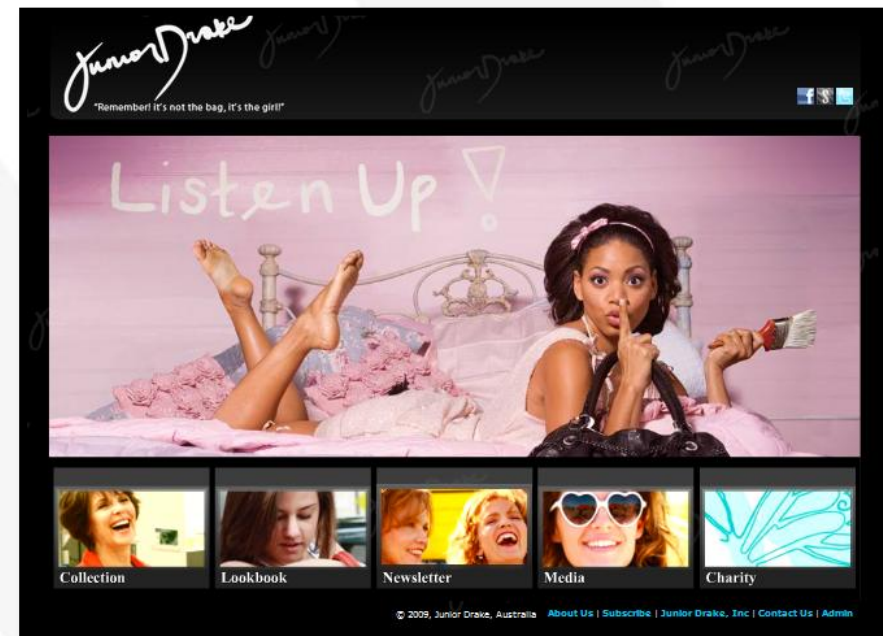 Junior Drake
"Remember! it's not the bag, it's the girl!"
Listen Up!
Collection
Lookbook
Newsletter
Media
Charity
© 2009, Junior Drake, Australia About Us | Subscribe | Junior Drake, Inc | Contact Us | Admin